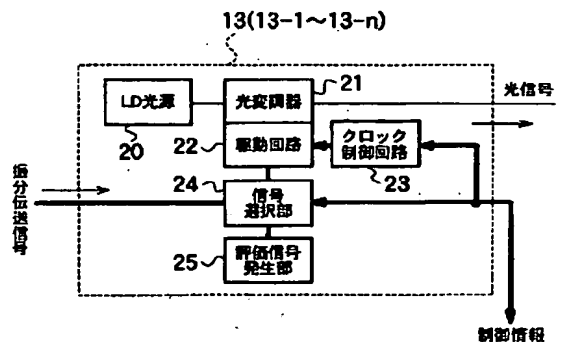 13(13-1～13-n)
LD光源
20
光変調器
21
光信号
22
駆動回路
クロック
制御回路
23
振分伝送信号
24
信号
選択部
25
評価信号
発生部
制御情報